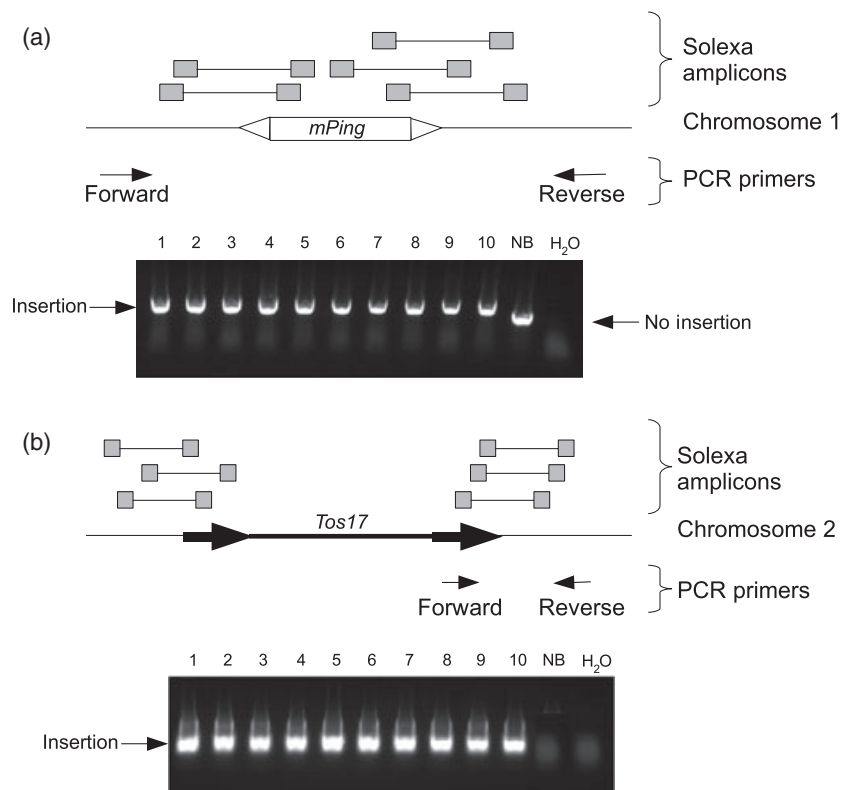 (a)
Solexa
amplicons
mPing
Chromosome 1
Forward
Reverse
PCR primers
1 2 3 4 5 6 7 8 9 10 NB H₂O
Insertion
No insertion
(b)
Solexa
amplicons
Tos17
Chromosome 2
Forward
Reverse
PCR primers
1 2 3 4 5 6 7 8 9 10 NB H₂O
Insertion